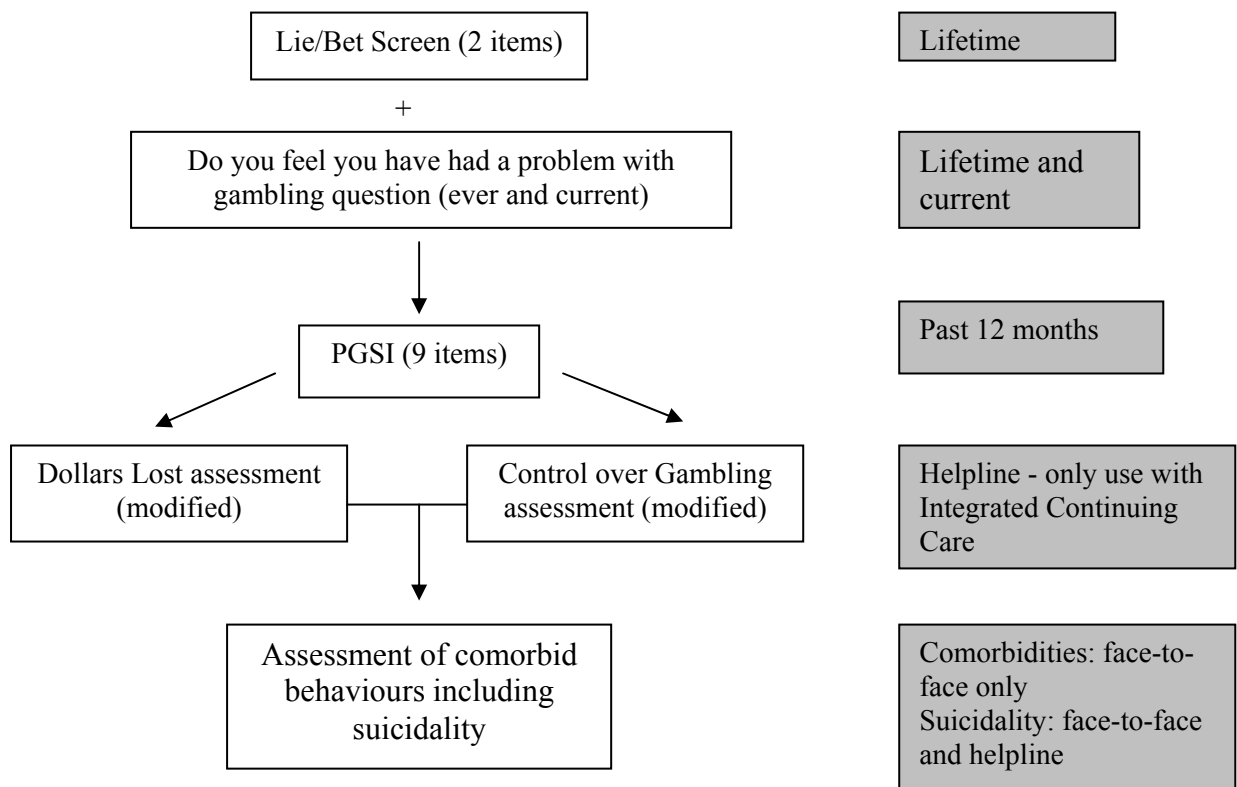 Lie/Bet Screen (2 items)
Lifetime
+
Do you feel you have had a problem with
gambling question (ever and current)
Lifetime and
current
PGSI (9 items)
Past 12 months
Dollars Lost assessment
(modified)
Control over Gambling
assessment (modified)
Helpline - only use with
Integrated Continuing
Care
Assessment of comorbid
behaviours including
suicidality
Comorbidities: face-to-
face only
Suicidality: face-to-face
and helpline